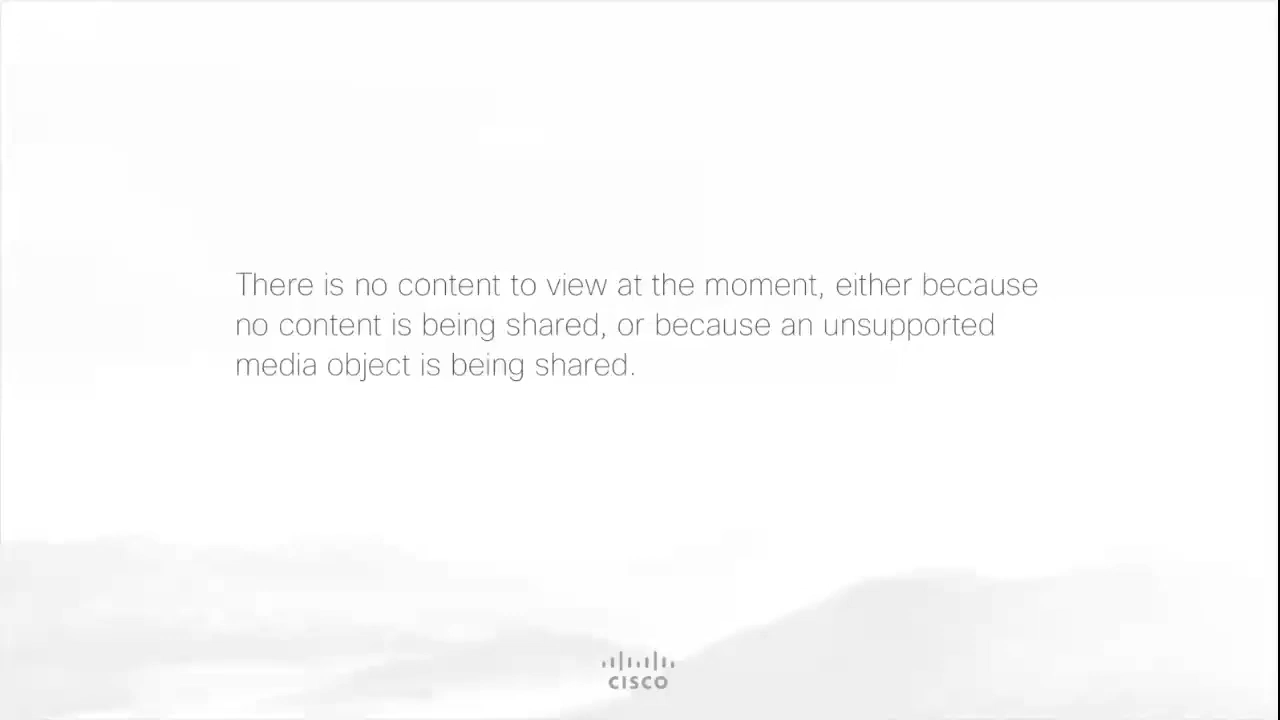 There is no content to view at the moment, either because
no content is being shared, or because an unsupported
media object is being shared.
CISCO